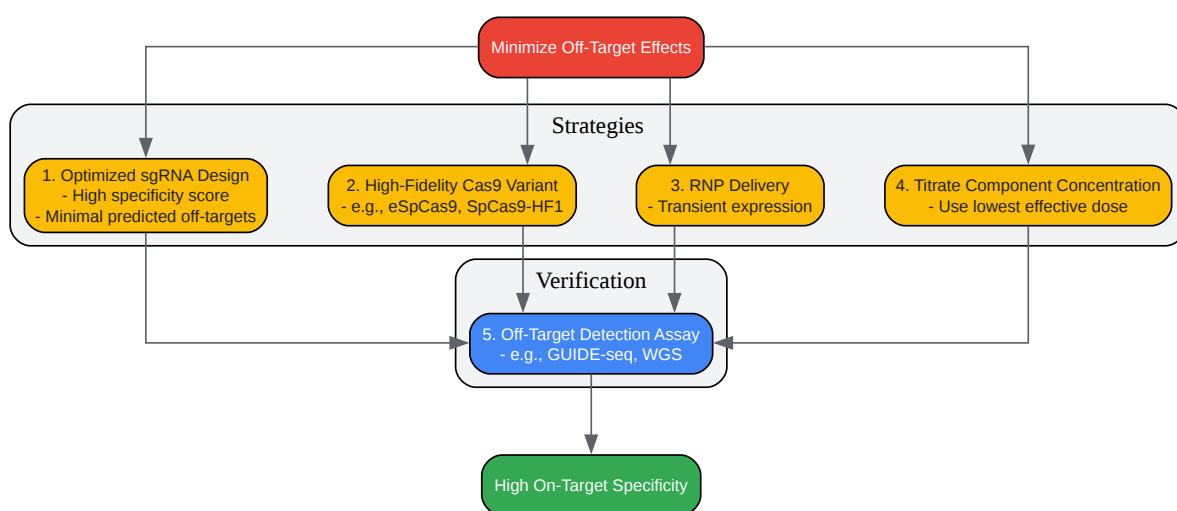 Minimize Off-Target Effects
Strategies
1. Optimized sgRNA Design
- High specificity score
- Minimal predicted off-targets
2. High-Fidelity Cas9 Variant
- e.g., eSpCas9, SpCas9-HF1
3. RNP Delivery
- Transient expression
4. Titrate Component Concentration
- Use lowest effective dose
Verification
5. Off-Target Detection Assay
- e.g., GUIDE-seq, WGS
High On-Target Specificity